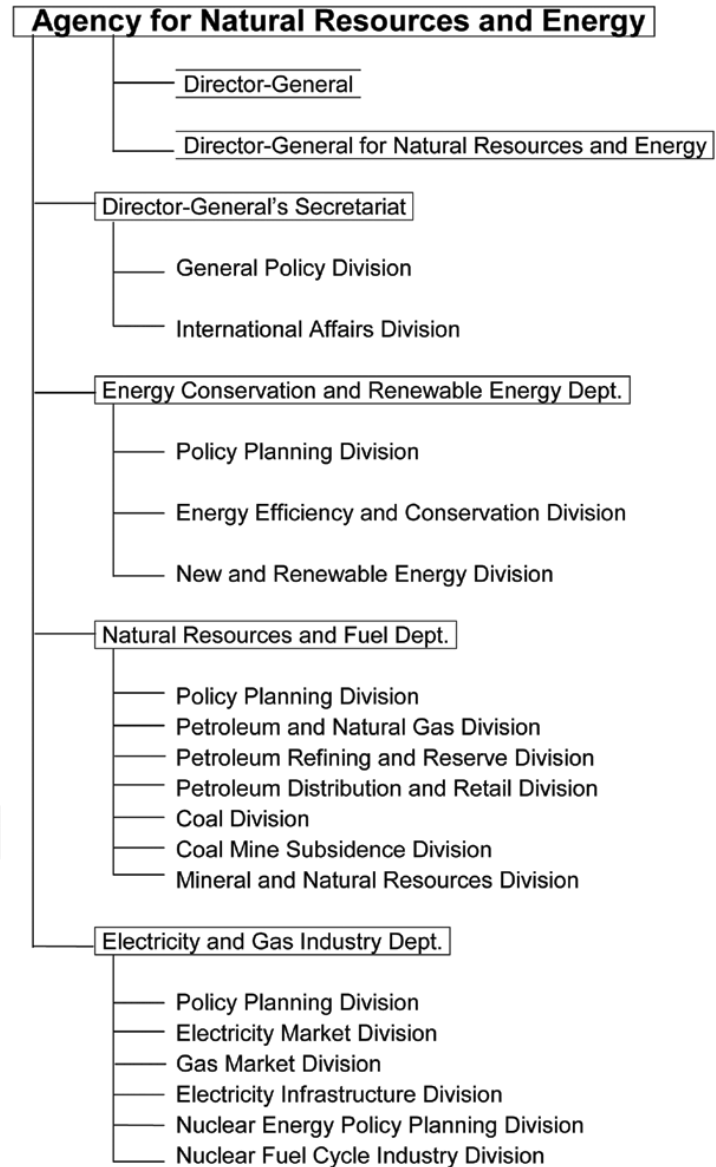 Agency for Natural Resources and Energy
Director-General
Director-General for Natural Resources and Energy
Director-General's Secretariat
General Policy Division
International Affairs Division
Energy Conservation and Renewable Energy Dept.
Policy Planning Division
Energy Efficiency and Conservation Division
New and Renewable Energy Division
Natural Resources and Fuel Dept.
Policy Planning Division
Petroleum and Natural Gas Division
Petroleum Refining and Reserve Division
Petroleum Distribution and Retail Division
Coal Division
Coal Mine Subsidence Division
Mineral and Natural Resources Division
Electricity and Gas Industry Dept.
Policy Planning Division
Electricity Market Division
Gas Market Division
Electricity Infrastructure Division
Nuclear Energy Policy Planning Division
Nuclear Fuel Cycle Industry Division